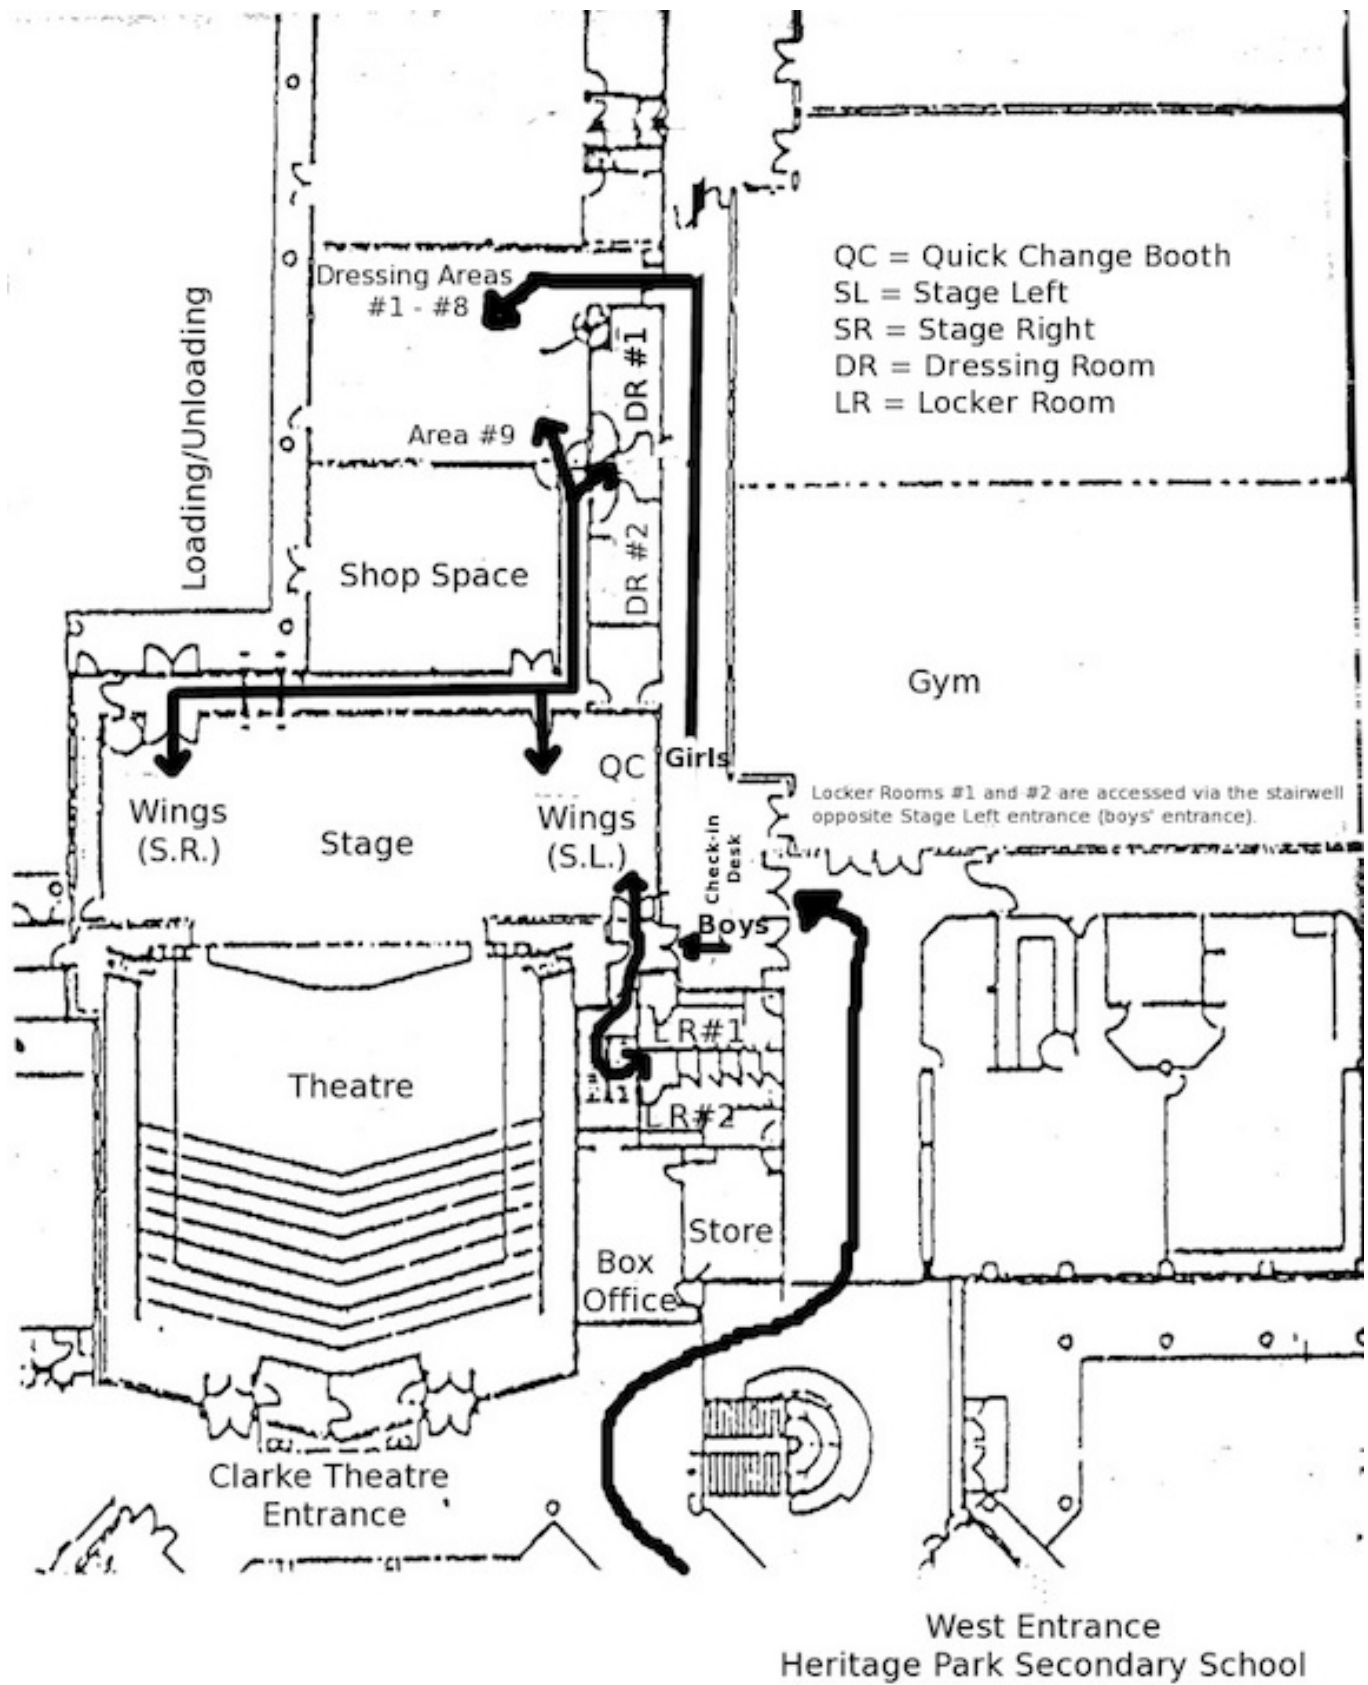 QC = Quick Change Booth
SL = Stage Left
SR = Stage Right
DR = Dressing Room
LR = Locker Room
Dressing Areas
#1 - #8
DR #1
Loading/Unloading
Area #9
DR #2
Shop Space
Gym
QC
Girls
Locker Rooms #1 and #2 are accessed via the stairwell
opposite Stage Left entrance (boys' entrance).
Wings
(S.R.)
Stage
Wings
(S.L.)
Check-in
Desk
Boys
L R#1
Theatre
L R#2
Store
Box
Office
Clarke Theatre
Entrance
West Entrance
Heritage Park Secondary School